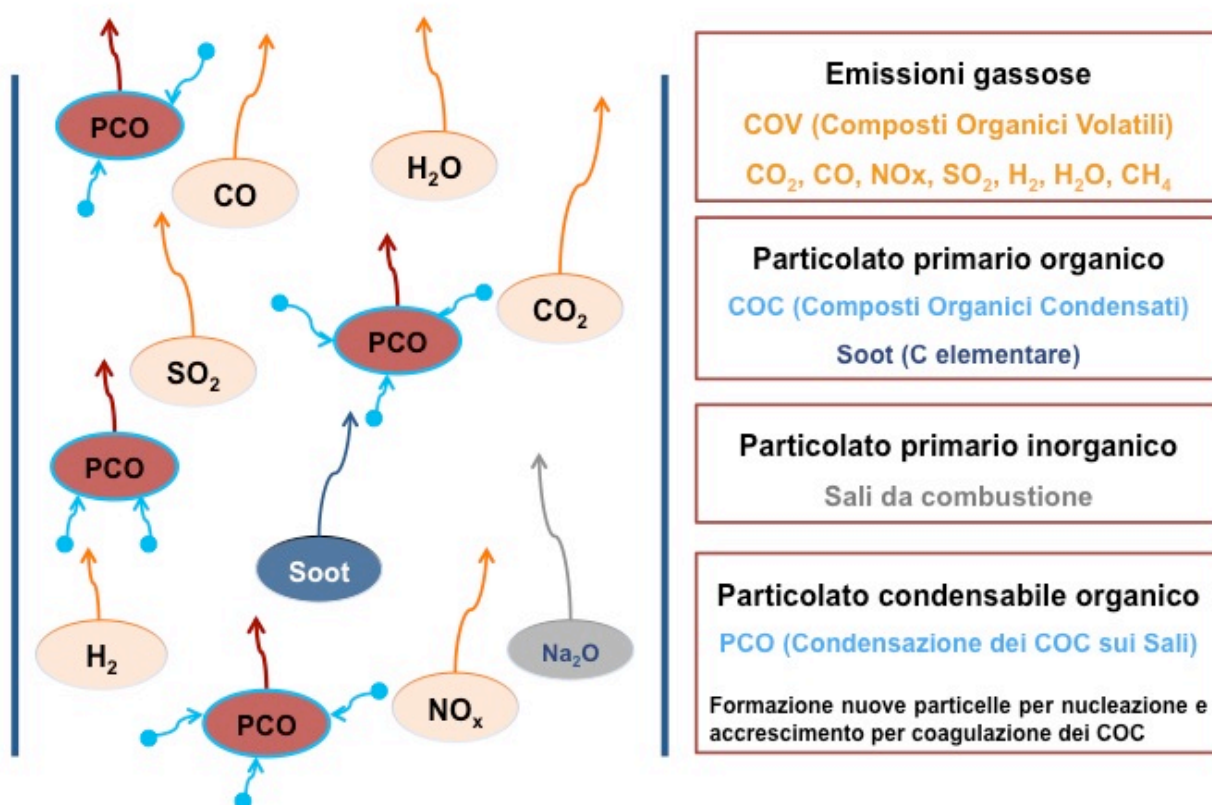 PCO
CO
H₂O
CO₂
SO₂
PCO
PCO
Soot
H₂
PCO
NOₓ
Na₂O
Emissioni gassose
COV (Composti Organici Volatili)
CO₂, CO, NOx, SO₂, H₂, H₂O, CH₄
Particolato primario organico
COC (Composti Organici Condensati)
Soot (C elementare)
Particolato primario inorganico
Sali da combustione
Particolato condensabile organico
PCO (Condensazione dei COC sui Sali)
Formazione nuove particelle per nucleazione e
accrescimento per coagulazione dei COC